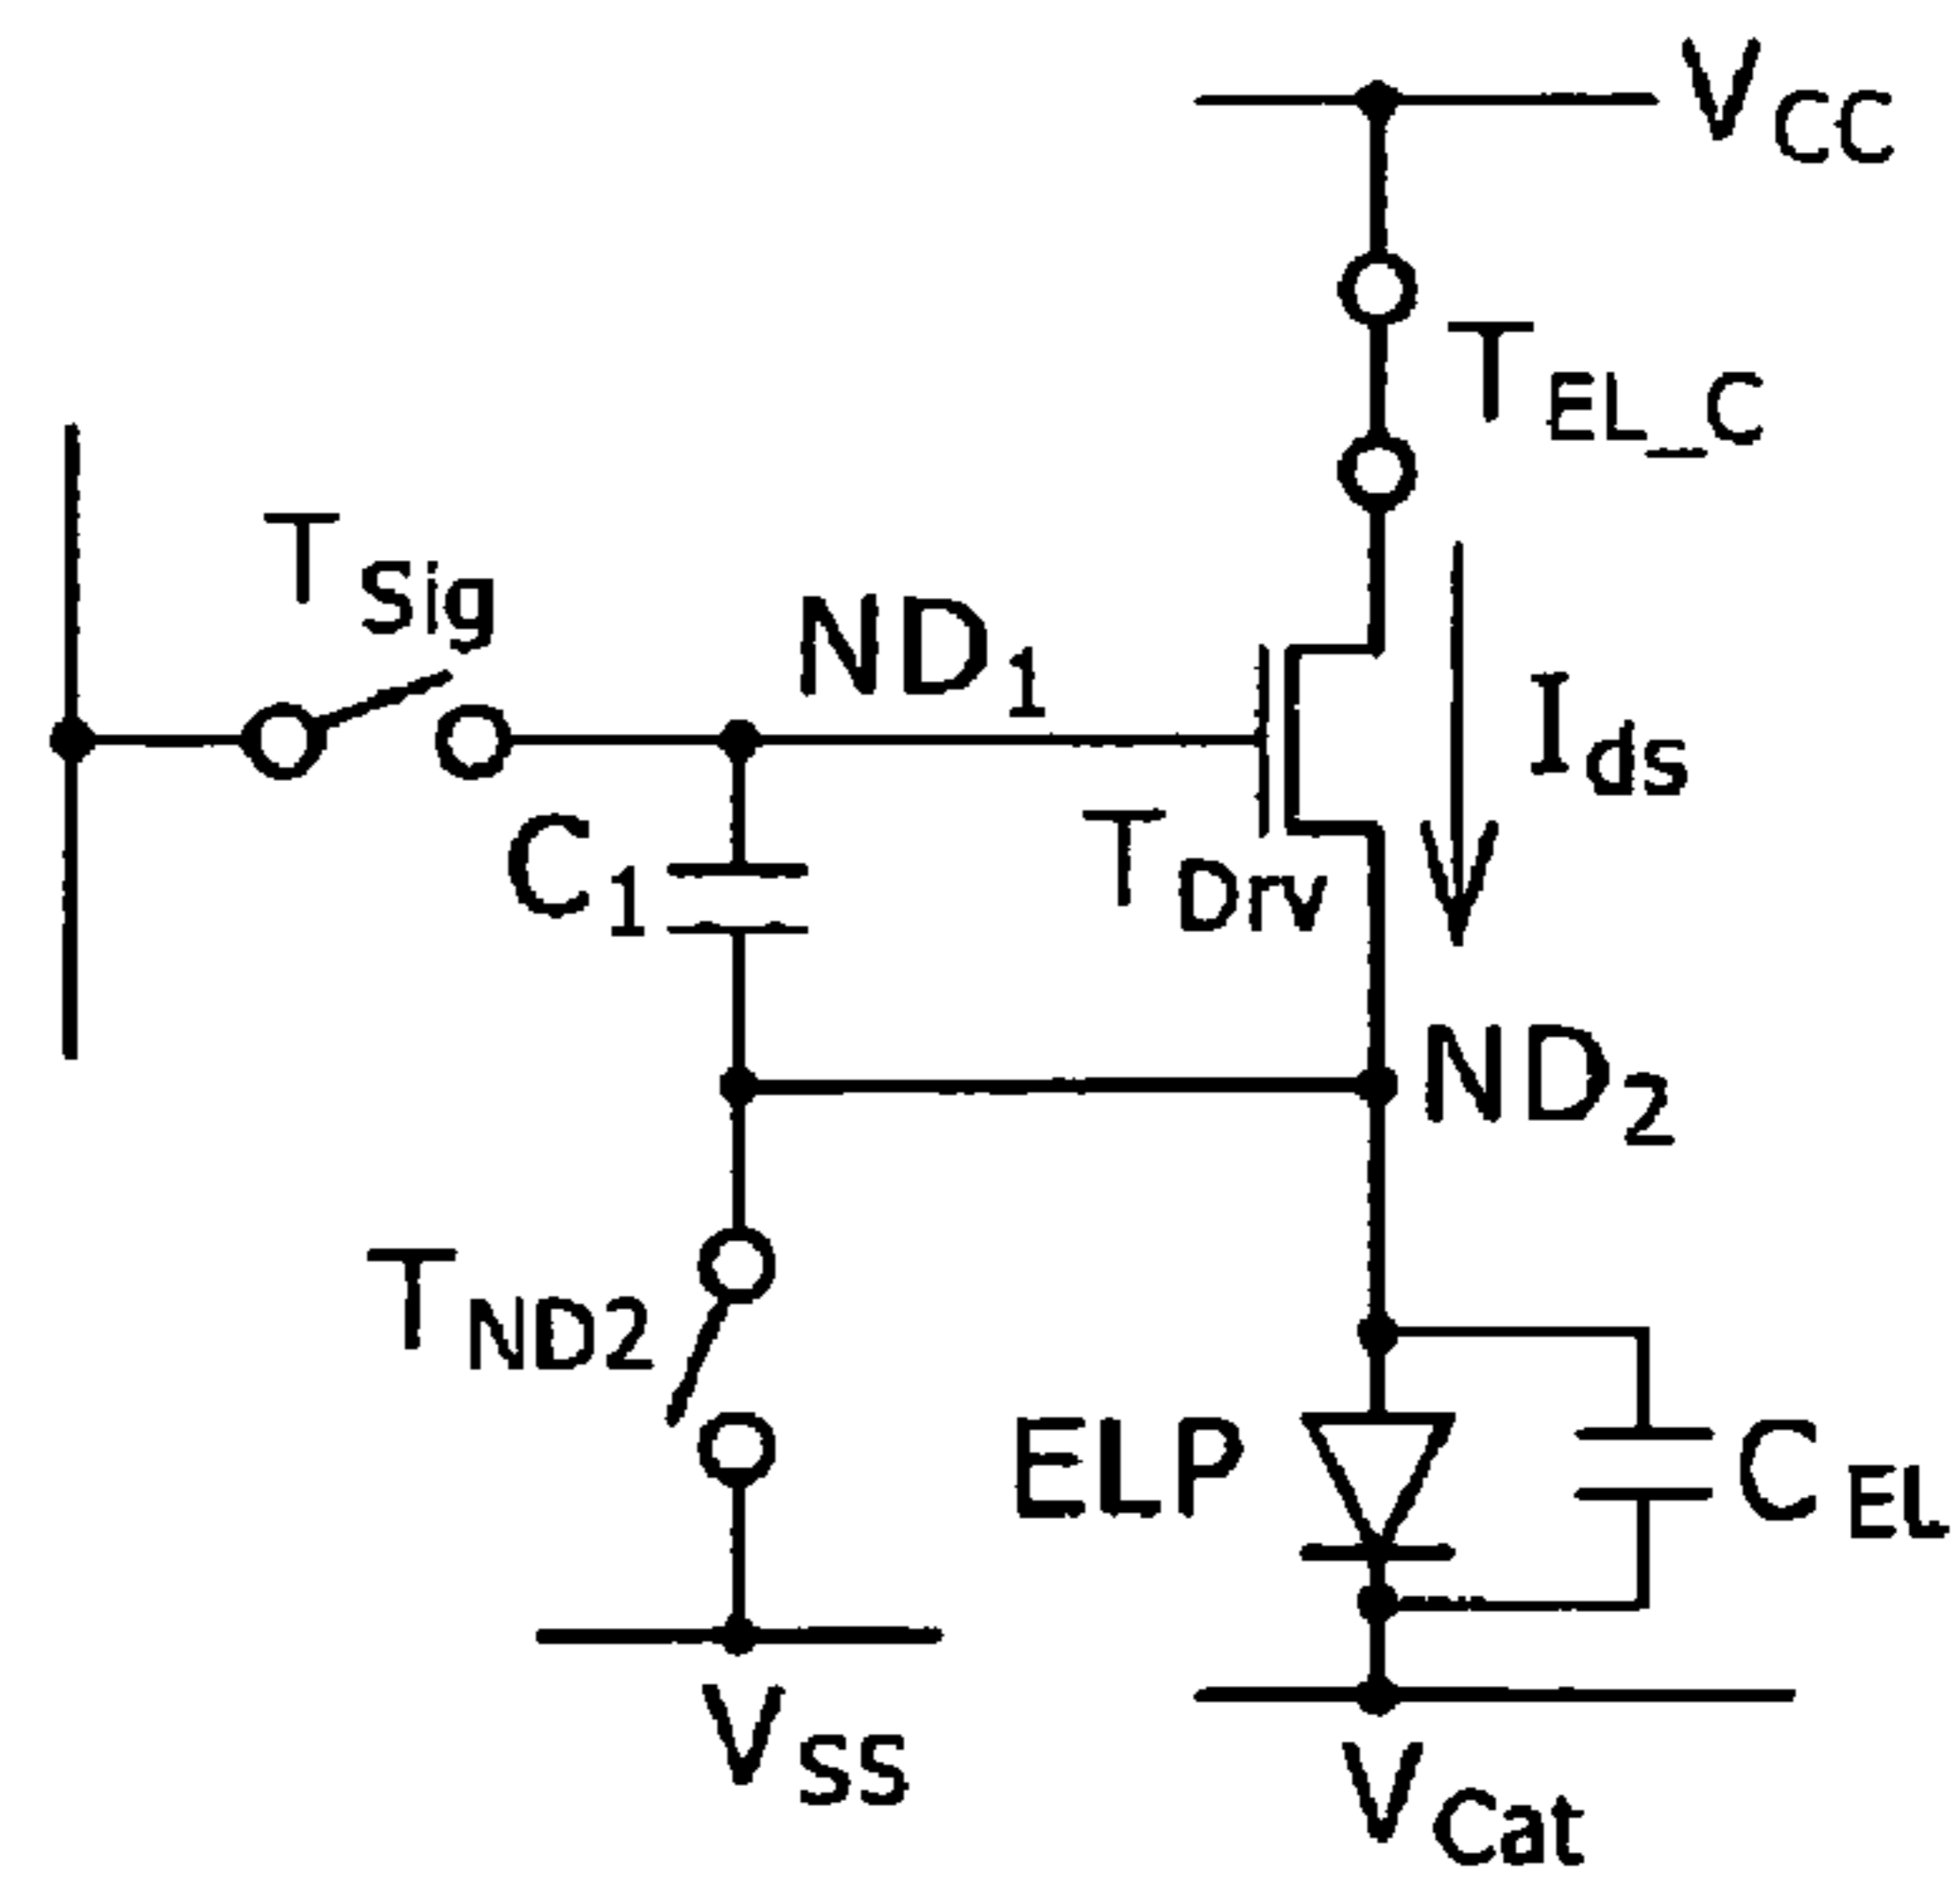 VCC
TEL_C
TSig
ND1
Ids
C1
TDrv
ND2
TND2
ELP
CEL
VSS
VCat